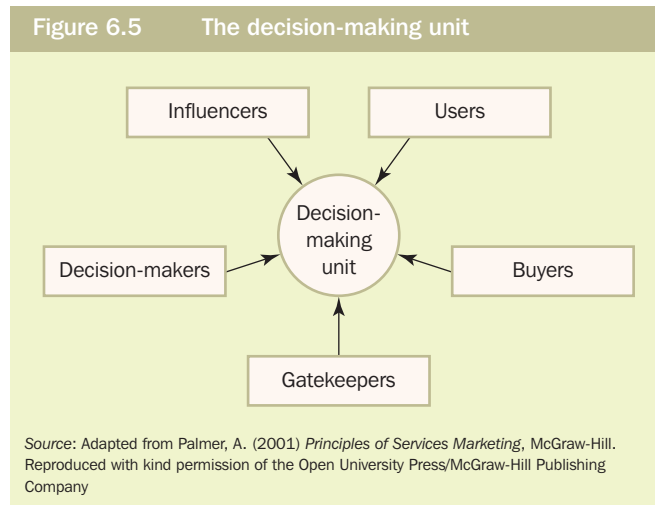 Figure 6.5 The decision-making unit
Influencers
Users
Decision-
making
unit
Decision-makers
Buyers
Gatekeepers
Source: Adapted from Palmer, A. (2001) Principles of Services Marketing, McGraw-Hill.
Reproduced with kind permission of the Open University Press/McGraw-Hill Publishing
Company